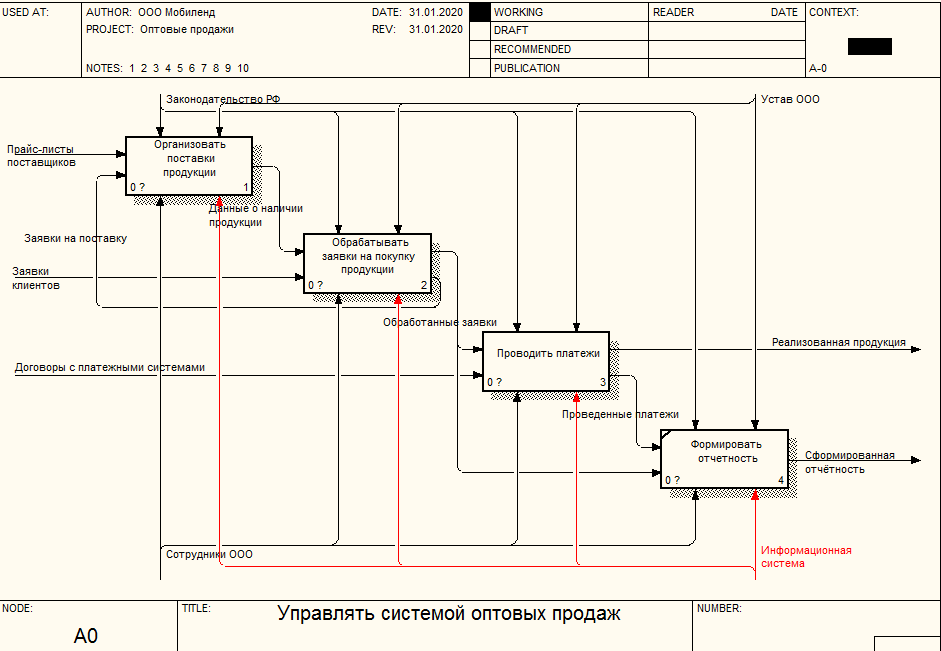 USED AT:
AUTHOR: ООО Мобиленд
DATE: 31.01.2020
WORKING
READER
DATE
CONTEXT:
PROJECT: Оптовые продажи
REV: 31.01.2020
DRAFT
RECOMMENDED
NOTES: 1 2 3 4 5 6 7 8 9 10
PUBLICATION
A-0
Законодательство РФ
Устав ООО
Прайс-листы
поставщиков
Организовать
поставки
продукции
0 ?
1
Данные о наличии
продукции
Заявки на поставку
Заявки
клиентов
Обрабатывать
заявки на покупку
продукции
0 ?
2
Обработанные заявки
Договоры с платежными системами
Проводить платежи
0 ?
3
Реализованная продукция
Проведенные платежи
Формировать
отчетность
0 ?
4
Сформированная
отчётность
Сотрудники ООО
Информационная
система
NODE:
A0
TITLE:
Управлять системой оптовых продаж
NUMBER: